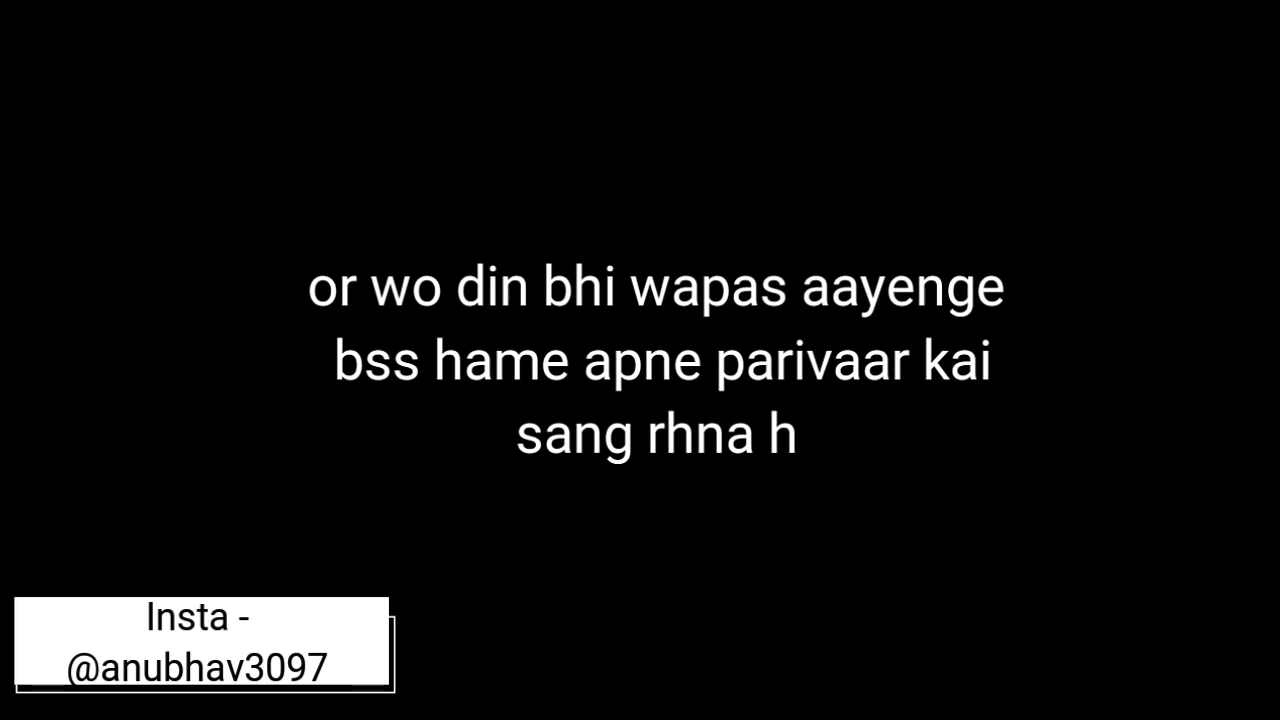 or wo din bhi wapas aayenge
bss hame apne parivaar kai
sang rhna h
Insta -
@anubhav3097